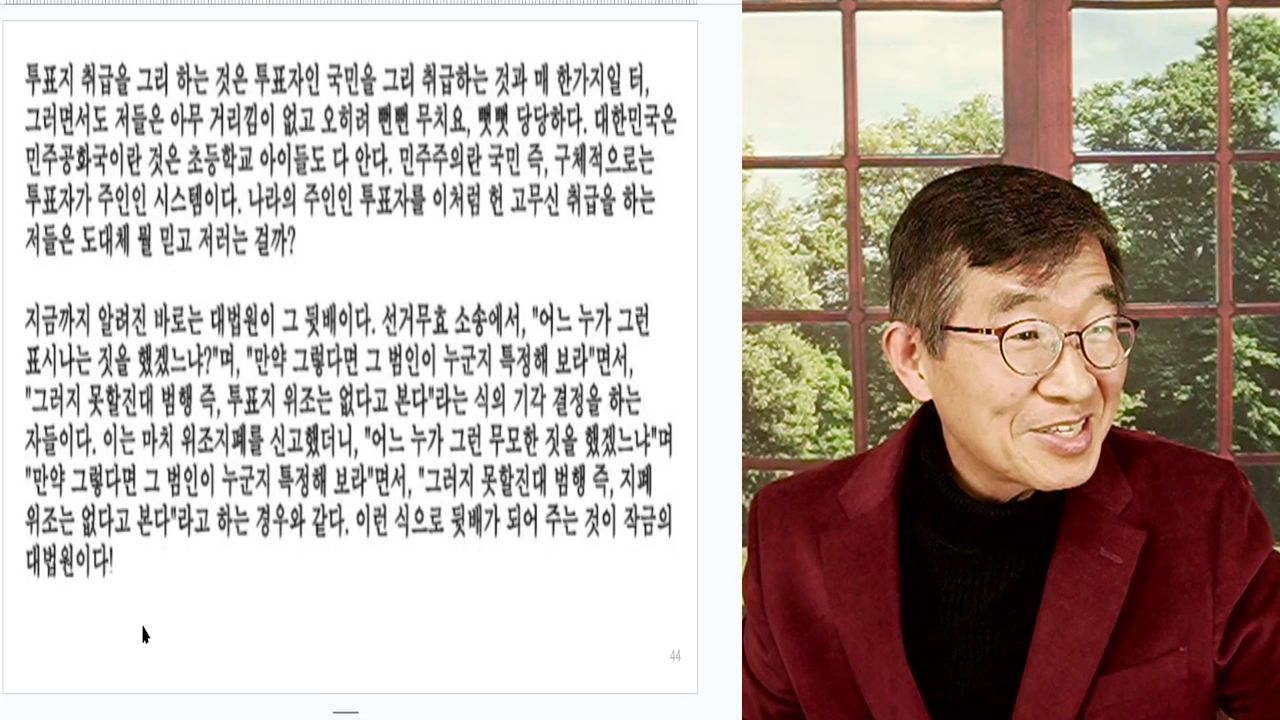 투표지 취급을 그리 하는 것은 투표자인 국민을 그리 취급하는 것과 매 한가지일 터,
그러면서도 저들은 아무 거리낌이 없고 오히려 뻔뻔 무치요, 뻣뻣 당당하다. 대한민국은
민주공화국이란 것은 초등학교 아이들도 다 안다. 민주주의란 국민 즉, 구체적으로는
투표자가 주인인 시스템이다. 나라의 주인인 투표자를 이처럼 헌 고무신 취급을 하는
저들은 도대체 뭘 믿고 저러는 걸까?
지금까지 알려진 바로는 대법원이 그 뒷배이다. 선거무효 소송에서, "어느 누가 그런
표시나는 짓을 했겠느냐?"며, "만약 그렇다면 그 범인이 누군지 특정해 보라"면서,
"그러지 못할진대 범행 즉, 투표지 위조는 없다고 본다"라는 식의 기각 결정을 하는
자들이다. 이는 마치 위조지폐를 신고했더니, "어느 누가 그런 무모한 짓을 했겠느냐"며
"만약 그렇다면 그 범인이 누군지 특정해 보라"면서, "그러지 못할진대 범행 즉, 지폐
위조는 없다고 본다"라고 하는 경우와 같다. 이런 식으로 뒷배가 되어 주는 것이 작금의
대법원이다!
44